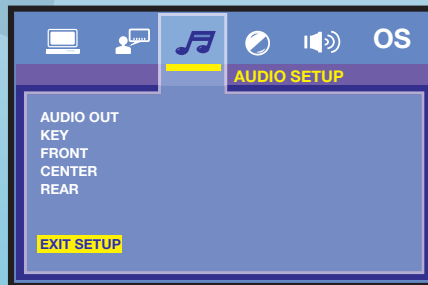 OS
AUDIO SETUP
AUDIO OUT
KEY
FRONT
CENTER
REAR
EXIT SETUP